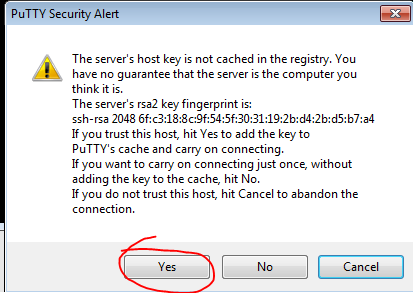 PuTTY Security Alert
The server's host key is not cached in the registry. You
have no guarantee that the server is the computer you
think it is.
The server's rsa2 key fingerprint is:
ssh-rsa 2048 6f:c3:18:8c:9f:54:5f:30:31:19:2b:d4:2b:d5:b7:a4
If you trust this host, hit Yes to add the key to
PuTTY's cache and carry on connecting.
If you want to carry on connecting just once, without
adding the key to the cache, hit No.
If you do not trust this host, hit Cancel to abandon the
connection.
Yes No Cancel